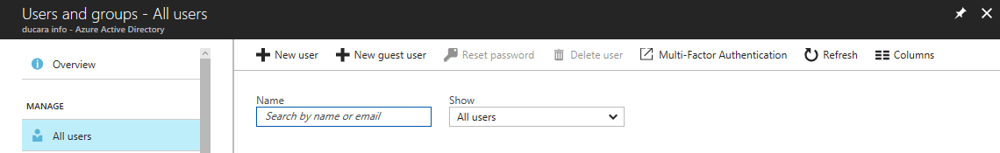 Users and groups - All users
ducara info - Azure Active Directory
Overview
MANAGE
All users
New user New guest user Reset password Delete user Multi-Factor Authentication Refresh Columns
Name Show
Search by name or email All users